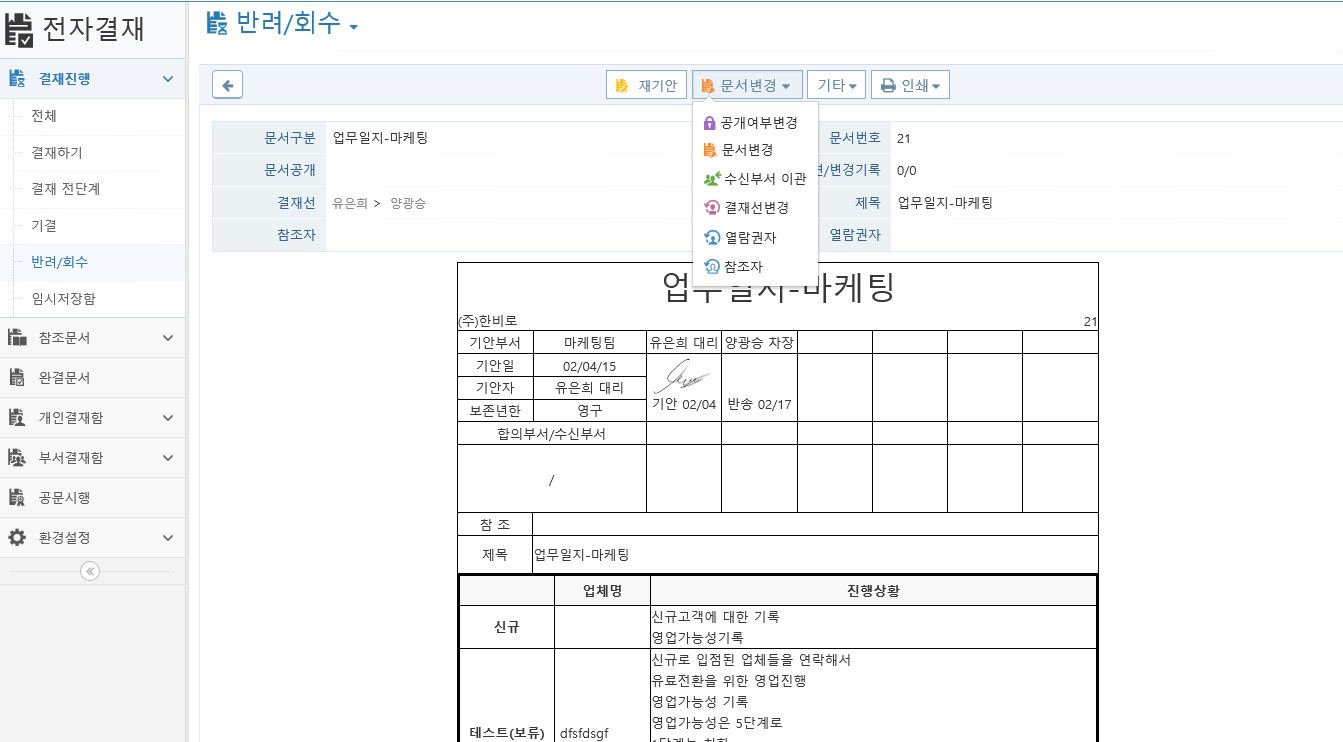 전자결재
결재진행
전체
결재하기
결재 전단계
기결
반려/회수
임시저장함
참조문서
완결문서
개인결재함
부서결재함
공문시행
환경설정
반려/회수
재기안 문서변경 기타 인쇄
공개여부변경
문서변경
수신부서 이관
결재선변경
열람권자
참조자
문서구분 업무일지-마케팅 문서번호 21
문서공개 /변경기록 0/0
결재선 유은희 > 양광승 제목 업무일지-마케팅
참조자 열람권자
업무일지-마케팅
(주)한비로 21
기안부서 마케팅팀 유은희 대리 양광승 차장
기안일 02/04/15
기안자 유은희 대리
보존년한 영구 기안 02/04 반송 02/17
합의부서/수신부서
/
참 조
제목 업무일지-마케팅
업체명 진행상황
신규 신규고객에 대한 기록
영업가능성기록
신규로 입점된 업체들을 연락해서
유료전환을 위한 영업진행
영업가능성 기록
영업가능성은 5단계로
테스트(보류) dfsfdsgf